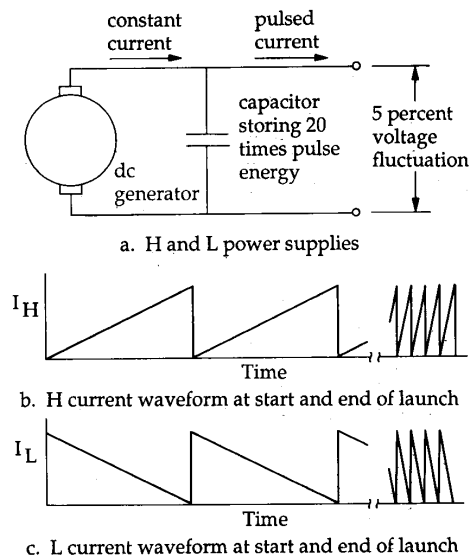 constant
current
pulsed
current
capacitor
storing 20
times pulse
energy
dc
generator
5 percent
voltage
fluctuation
a. H and L power supplies
I_H
Time
b. H current waveform at start and end of launch
I_L
Time
c. L current waveform at start and end of launch